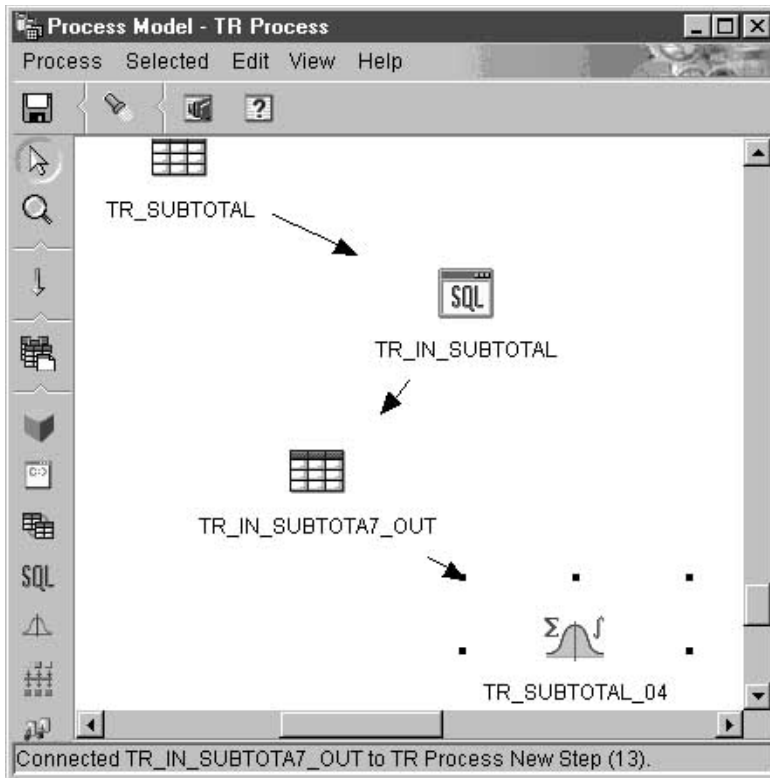 Process Model - TR Process
Process Selected Edit View Help
TR_SUBTOTAL
SQL
TR_IN_SUBTOTAL
TR_IN_SUBTOTA7_OUT
SQL
TR_SUBTOTAL_04
Connected TR_IN_SUBTOTA7_OUT to TR Process New Step (13).